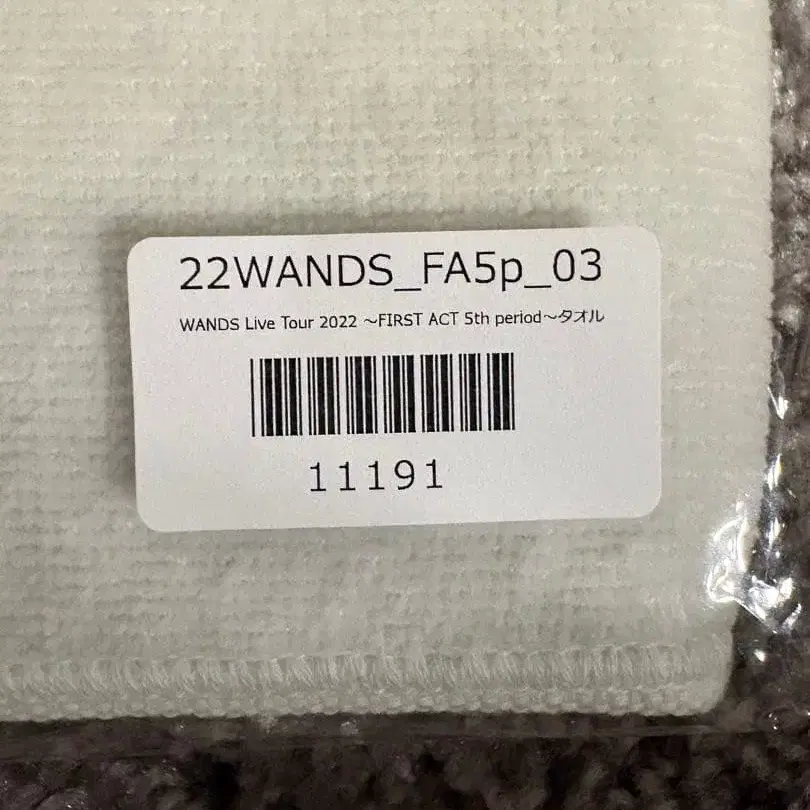 22WANDS_FA5p_03
WANDS Live Tour 2022 ～FIRST ACT 5th period～タオル
11191